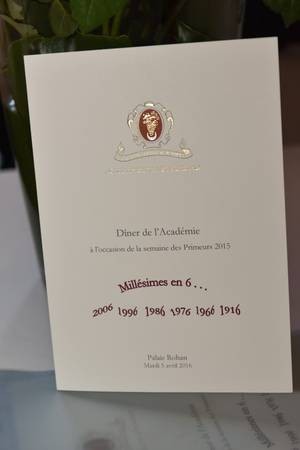 Dîner de l'Académie
à l'occasion de la semaine des Primeurs 2015
Millésimes en 6 . . .
2006 1996 1986 1976 1966 1916
Palais Rohan
Mardi 5 avril 2016